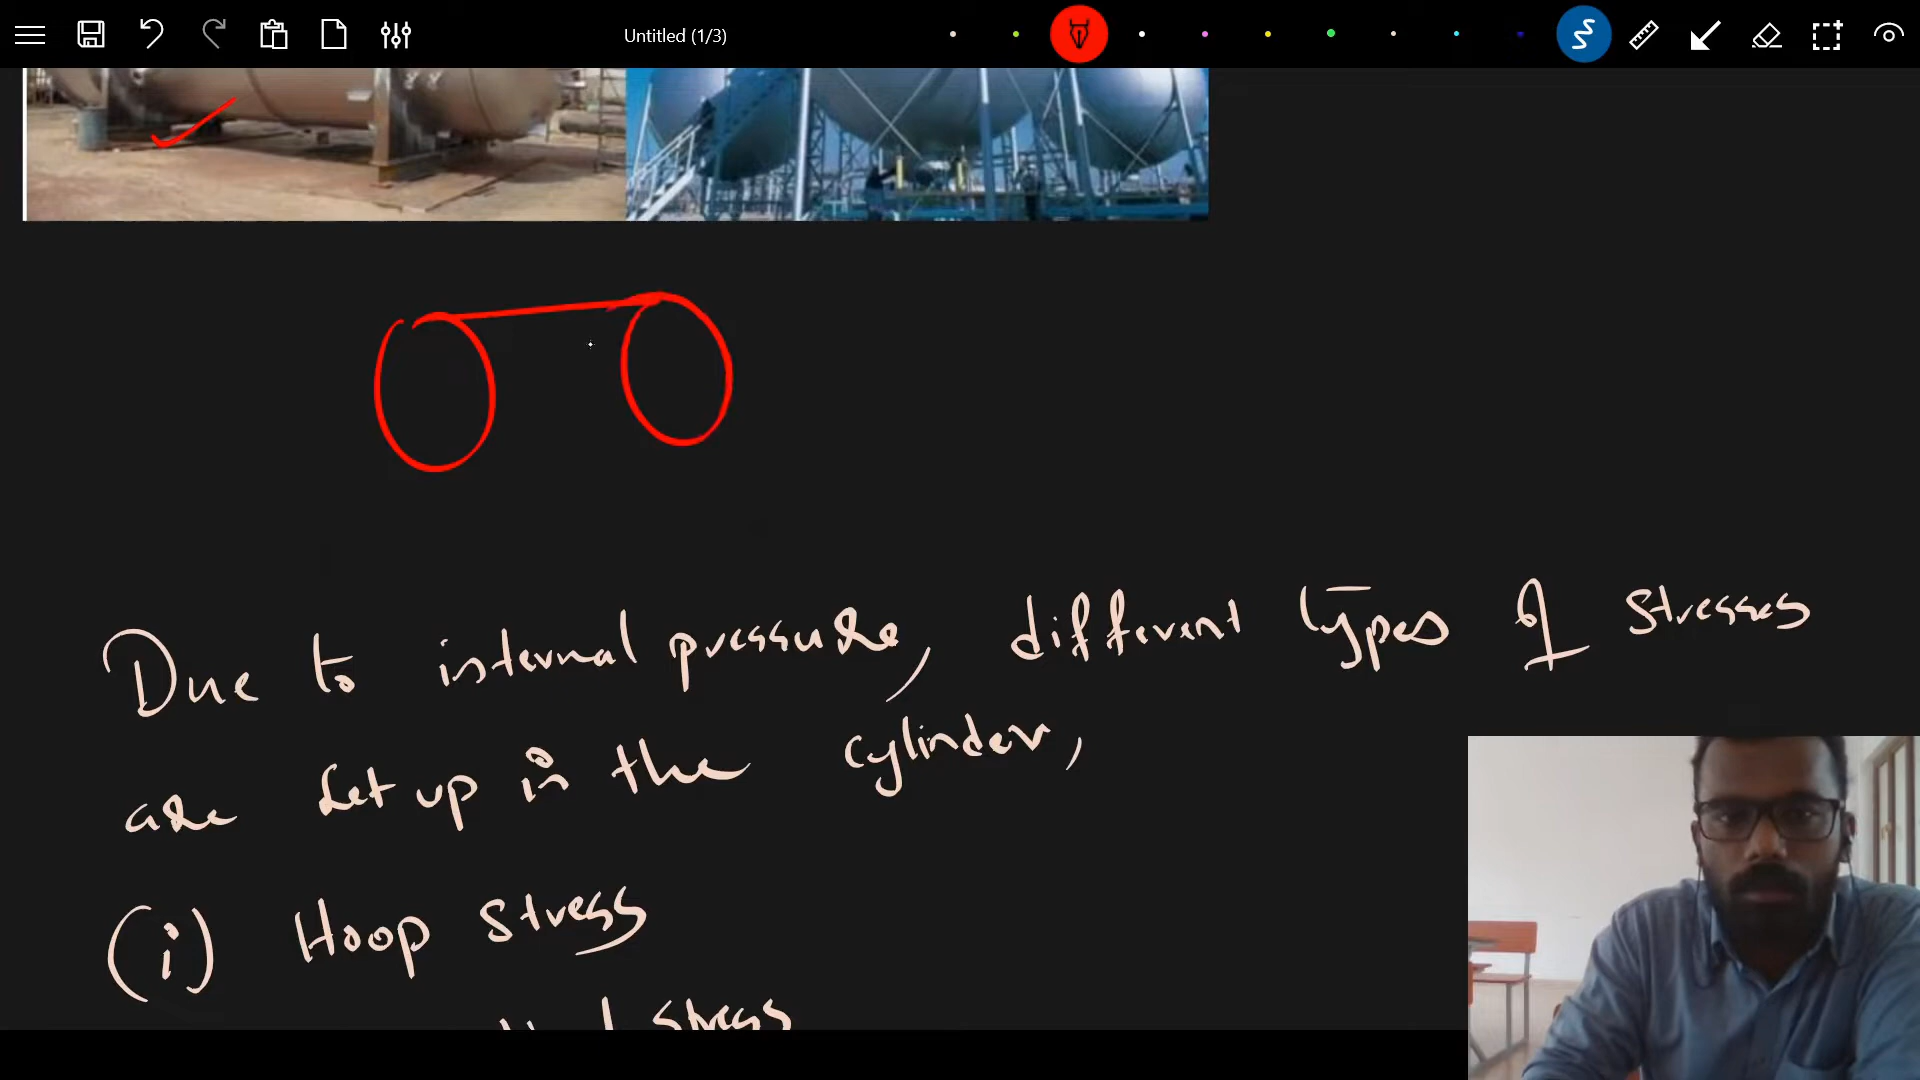 Untitled (1/3)
Due to internal pressure, different types of stresses
are set up in the cylinder,
(i) Hoop stress
stress